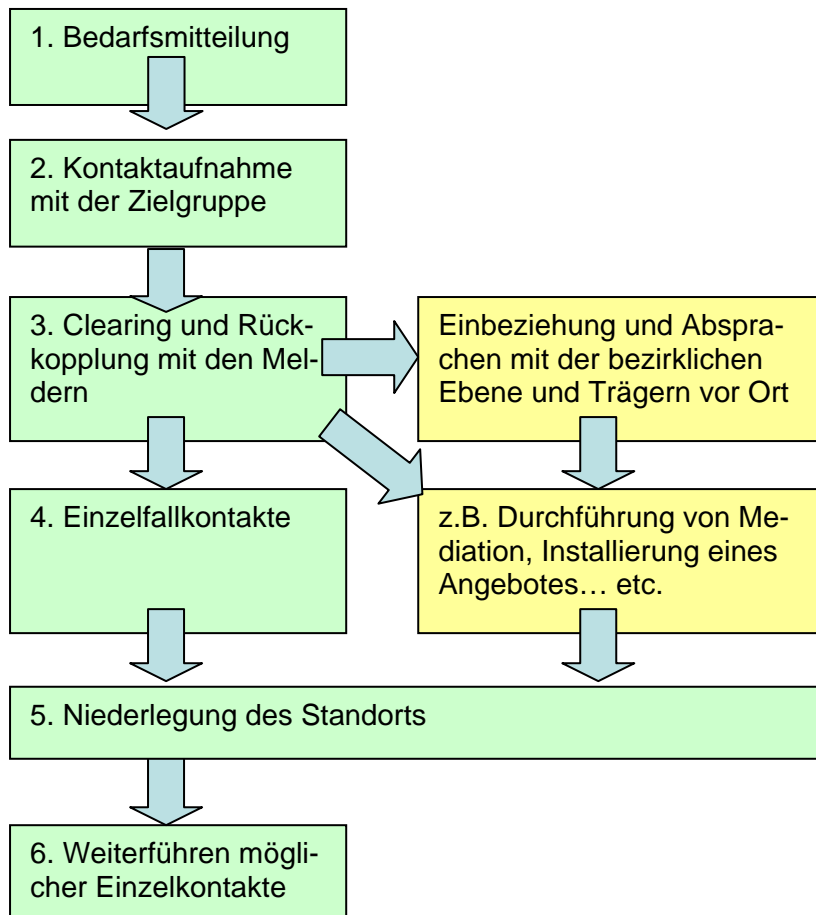 1. Bedarfsmitteilung
2. Kontaktaufnahme
mit der Zielgruppe
3. Clearing und Rück-
kopplung mit den Mel-
dern
Einbeziehung und Abspra-
chen mit der bezirklichen
Ebene und Trägern vor Ort
4. Einzelfallkontakte
z.B. Durchführung von Me-
diation, Installierung eines
Angebotes… etc.
5. Niederlegung des Standorts
6. Weiterführen mögli-
cher Einzelkontakte